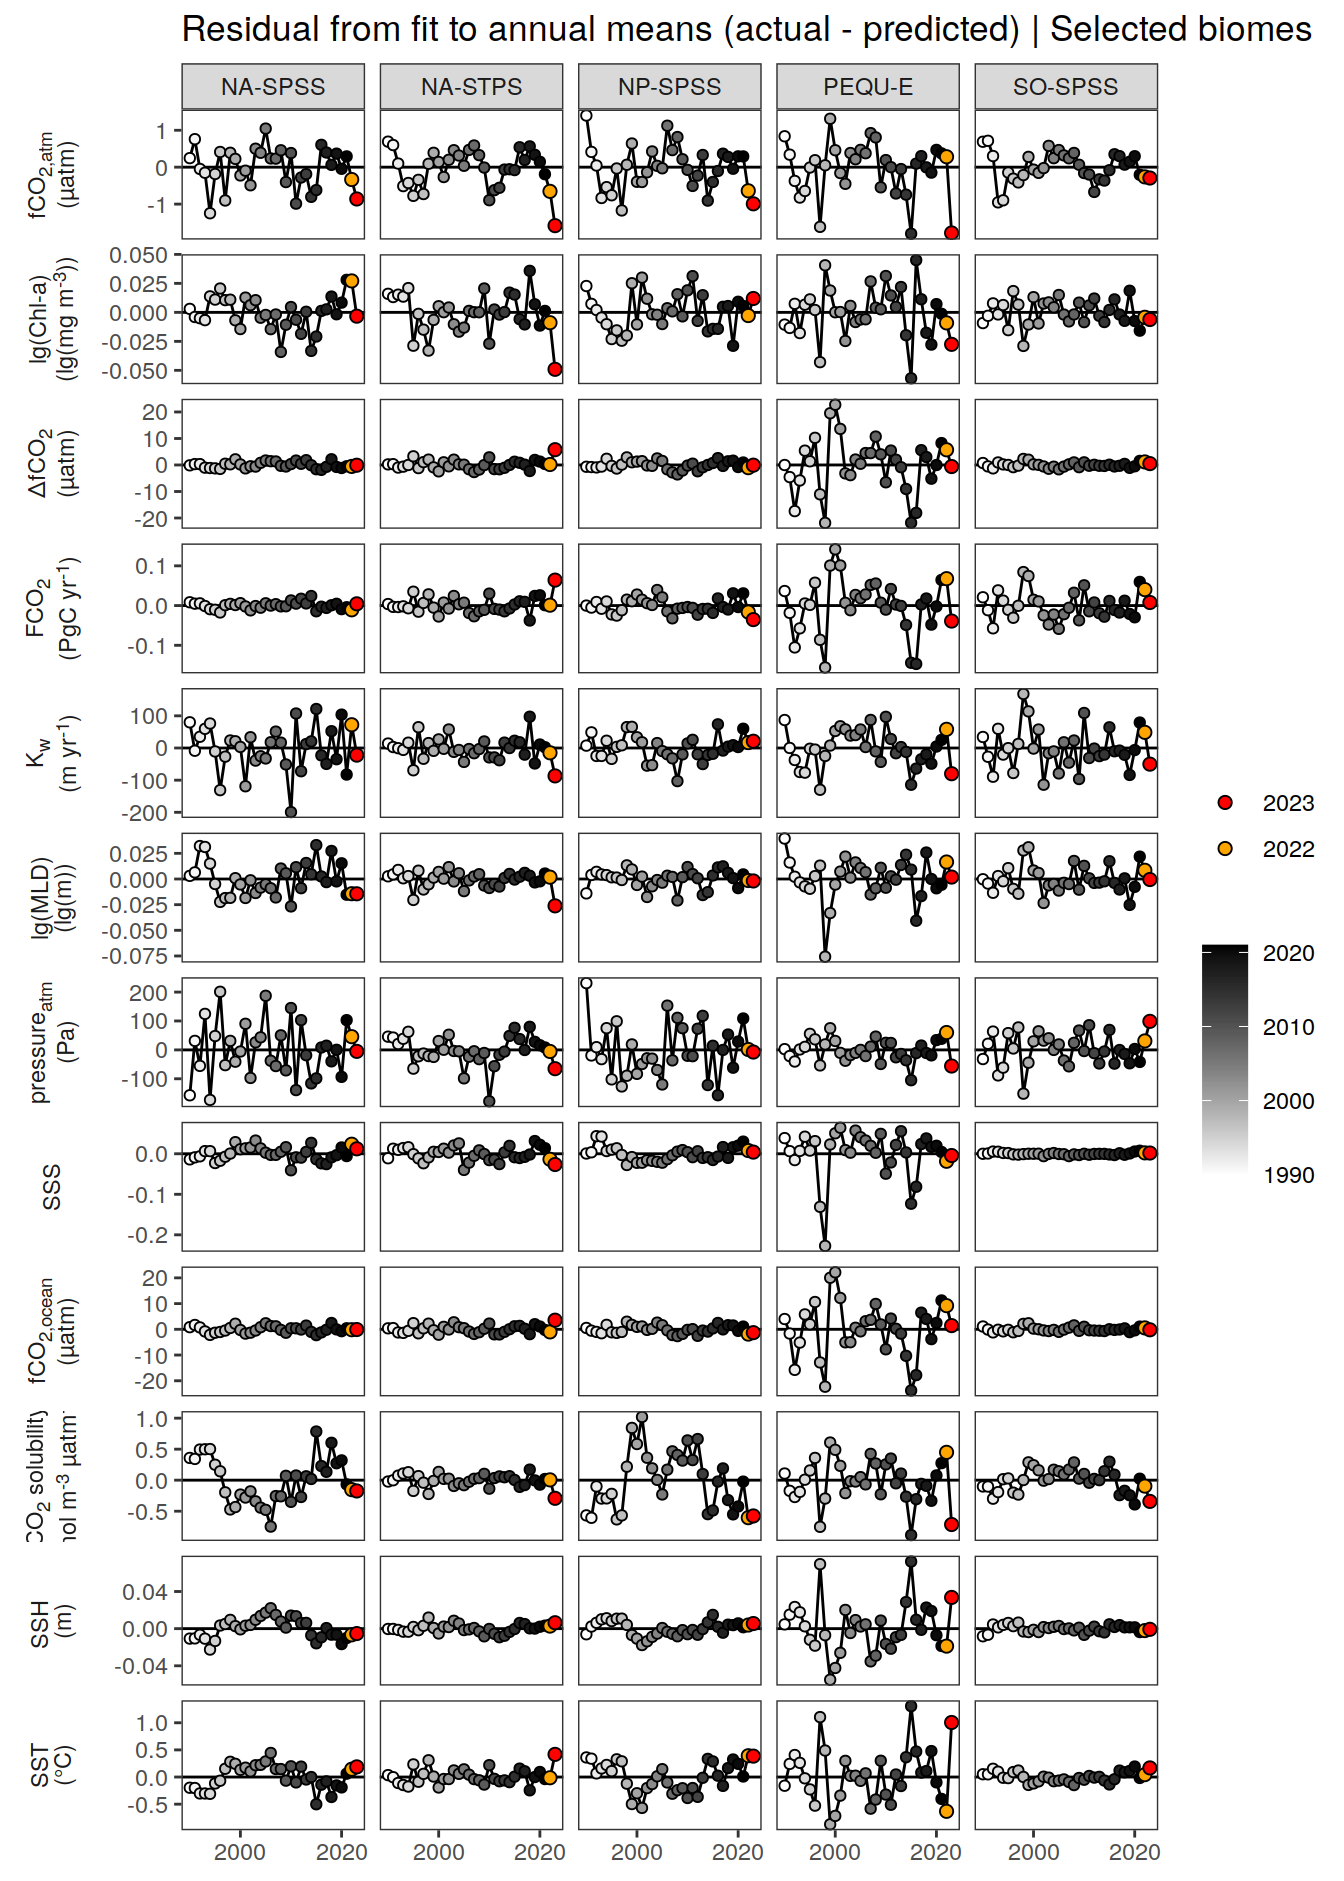 Residual from fit to annual means (actual - predicted) | Selected biomes
NA-SPSS NA-STPS NP-SPSS PEQU-E SO-SPSS
fCO2,atm
(µatm)
1
0
-1
lg(Chl-a)
(lg(mg m-3))
0.050
0.025
0.000
-0.025
-0.050
ΔfCO2
(µatm)
20
10
0
-10
-20
FCO2
(PgC yr-1)
0.1
0.0
-0.1
Kw
(m yr-1)
100
0
-100
-200
lg(MLD)
(lg(m))
0.025
0.000
-0.025
-0.050
-0.075
pressureatm
(Pa)
200
100
0
-100
SSS
0.0
-0.1
-0.2
fCO2,ocean
(µatm)
20
10
0
-10
-20
CO2 solubility
m-3 µatm-
1.0
0.5
0.0
-0.5
SSH
(m)
0.04
0.00
-0.04
SST
(°C)
1.0
0.5
0.0
-0.5
2000 2020 2000 2020 2000 2020 2000 2020 2000 2020
2023
2022
2020
2010
2000
1990